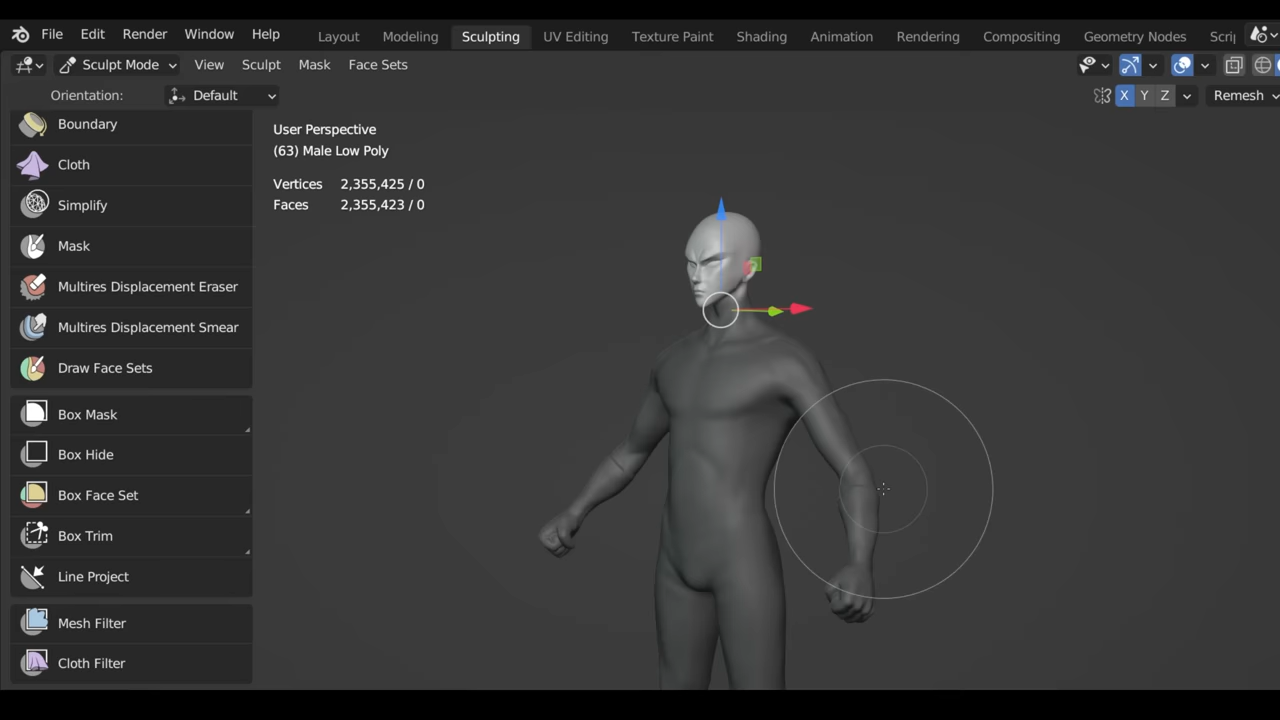 File Edit Render Window Help Layout Modeling Sculpting UV Editing Texture Paint Shading Animation Rendering Compositing Geometry Nodes Scrip
Sculpt Mode View Sculpt Mask Face Sets
Orientation: Default X Y Z Remesh
Boundary
Cloth
Simplify
Mask
Multires Displacement Eraser
Multires Displacement Smear
Draw Face Sets
Box Mask
Box Hide
Box Face Set
Box Trim
Line Project
Mesh Filter
Cloth Filter
User Perspective
(63) Male Low Poly
Vertices 2,355,425 / 0
Faces 2,355,423 / 0